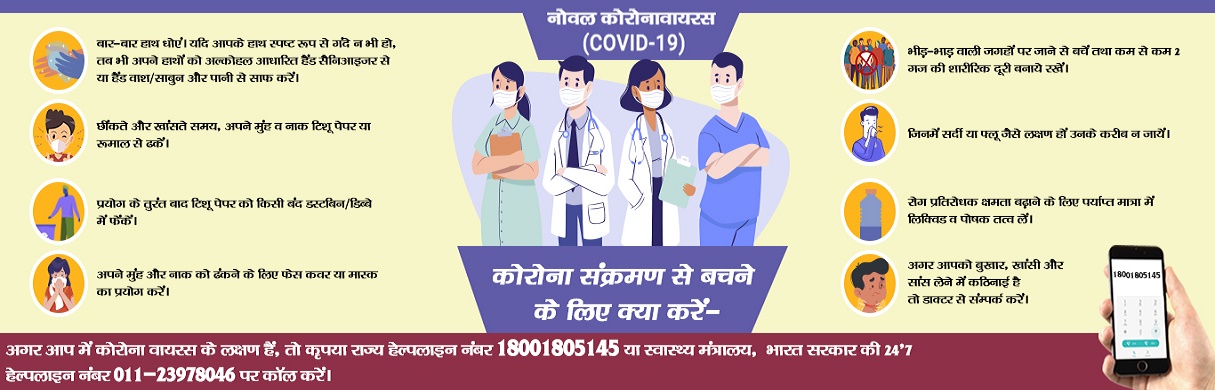 नोवल कोरोनावायरस
(COVID-19)
बार-बार हाथ धोएं। यदि आपके हाथ स्पष्ट रूप से गंदे न भी हो,
तब भी अपने हाथों को अल्कोहल आधारित हैंड सैनिआइजर से
या हैंड वाश/साबुन और पानी से साफ करें।
छींकते और खांसते समय, अपने मुंह व नाक टिशू पेपर या
रूमाल से ढकें।
प्रयोग के तुरंत बाद टिशू पेपर को किसी बंद डस्टबिन/डिब्बे
में फेंकें।
अपने मुंह और नाक को ढंकने के लिए फेस कवर या मास्क
का प्रयोग करें।
कोरोना संक्रमण से बचने
के लिए क्या करें-
भीड़-भाड़ वाली जगहों पर जाने से बचें तथा कम से कम 2
गज की शारीरिक दूरी बनाये रखें।
जिनमें सर्दी या फ्लू जैसे लक्षण हों उनके करीब न जायें।
रोग प्रतिरोधक क्षमता बढ़ाने के लिए पर्याप्त मात्रा में
लिक्विड व पोषक तत्व लें।
अगर आपको बुखार, खांसी और
सांस लेने में कठिनाई है
तो डाक्टर से संम्पर्क करें।
18001805145
अगर आप में कोरोना वायरस के लक्षण हैं, तो कृपया राज्य हेल्पलाइन नंबर 18001805145 या स्वास्थ्य मंत्रालय, भारत सरकार की 24'7
हेल्पलाइन नंबर 011-23978046 पर कॉल करें।